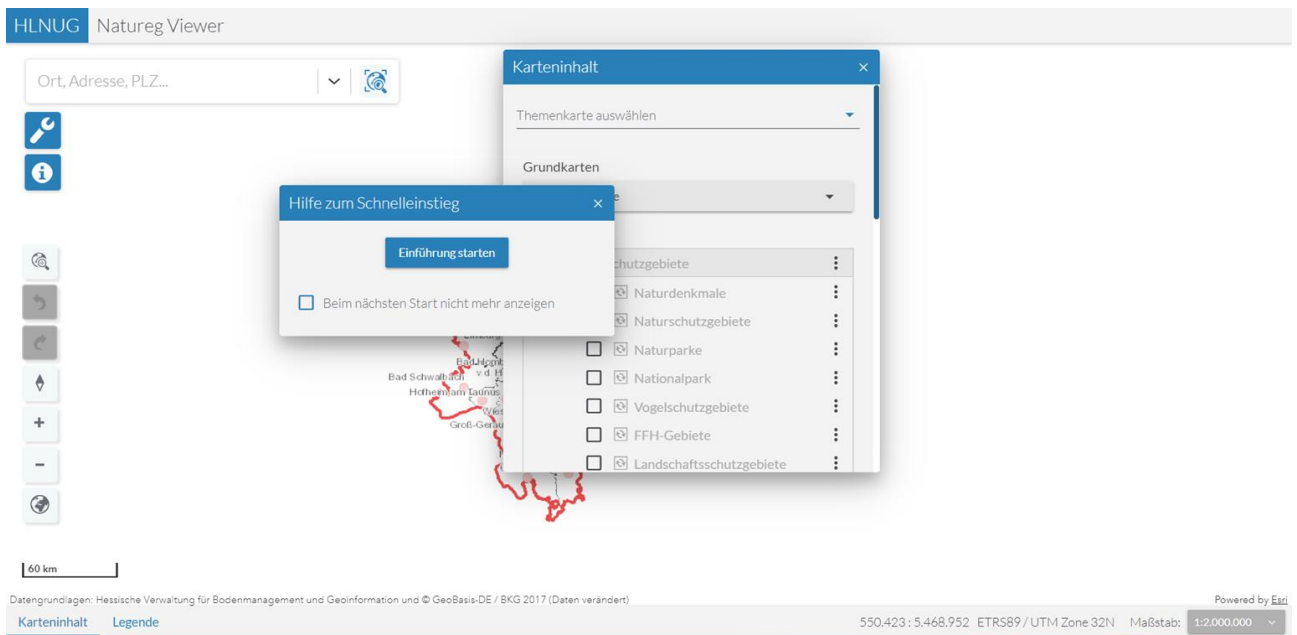 HLNUG Natureg Viewer
Ort, Adresse, PLZ...
Karteninhalt
Themenkarte auswählen
Grundkarten
Hilfe zum Schnelleinstieg
Einführung starten
Beim nächsten Start nicht mehr anzeigen
Naturdenkmale
Naturschutzgebiete
Naturparke
Nationalpark
Vogelschutzgebiete
FFH-Gebiete
Landschaftsschutzgebiete
v. d. H
Bad Schwalbach
Hofheim am Taunus
Groß-Gerau
60 km
Datengrundlagen: Hessische Verwaltung für Bodenmanagement und Geoinformation und © GeoBasis-DE / BKG 2017 (Daten verändert)
Powered by Esri
Karteninhalt Legende
550.423 : 5.468.952 ETRS89 / UTM Zone 32N Maßstab: 1:2.000.000